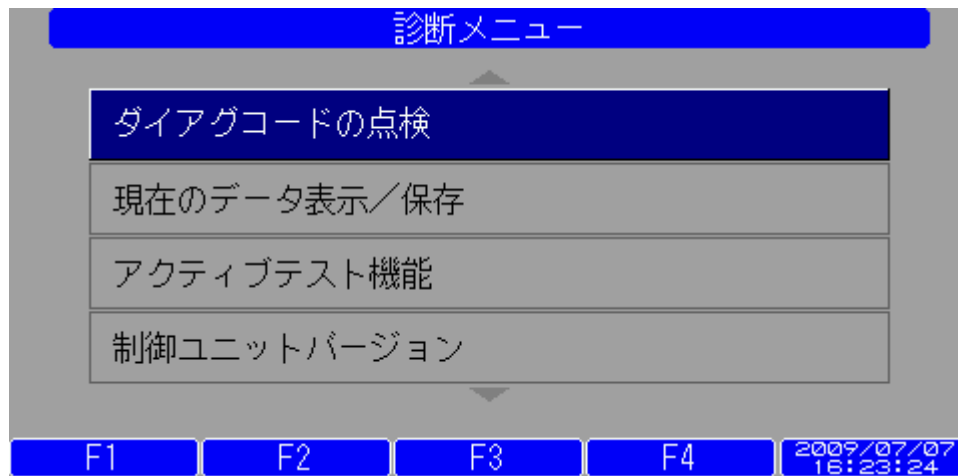 診断メニュー
ダイアグコードの点検
現在のデータ表示／保存
アクティブテスト機能
制御ユニットバージョン
F1 F2 F3 F4 2009/07/07
16:23:24